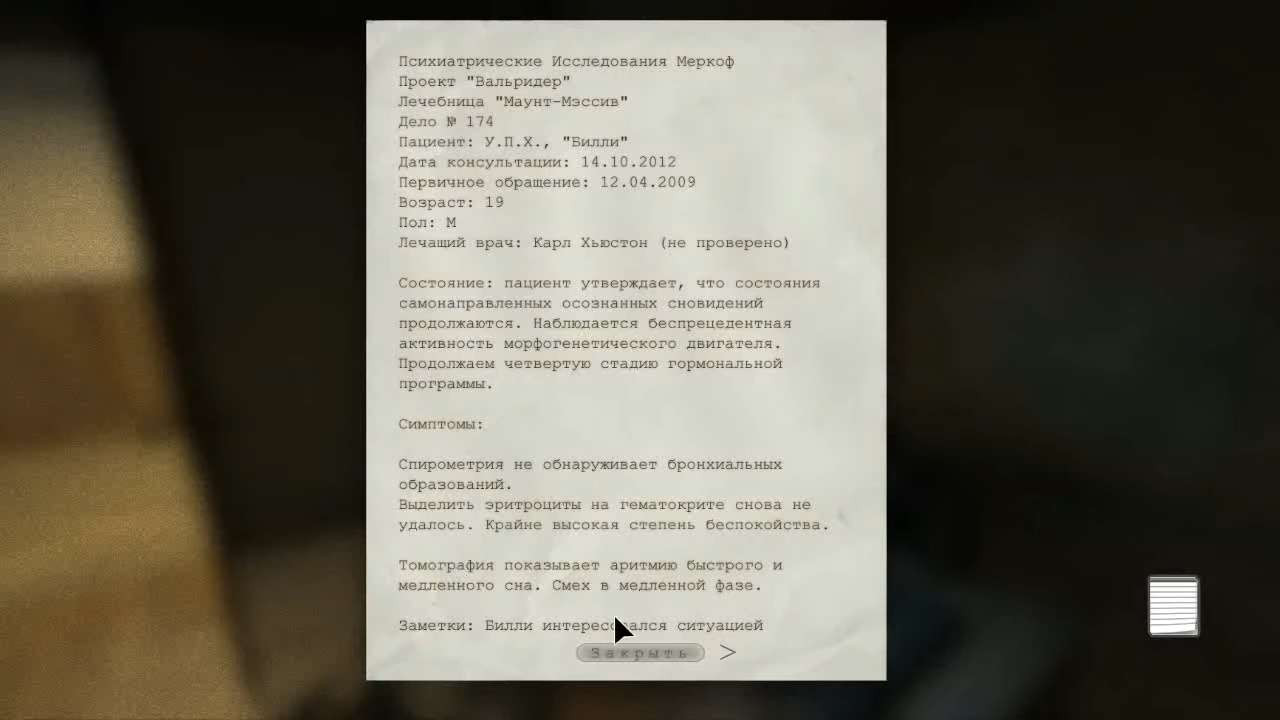 Психиатрические Исследования Меркоф
Проект "Вальридер"
Лечебница "Маунт-Мэссив"
Дело № 174
Пациент: У.П.Х., "Билли"
Дата консультации: 14.10.2012
Первичное обращение: 12.04.2009
Возраст: 19
Пол: М
Лечащий врач: Карл Хьюстон (не проверено)
Состояние: пациент утверждает, что состояния
самонаправленных осознанных сновидений
продолжаются. Наблюдается беспрецедентная
активность морфогенетического двигателя.
Продолжаем четвертую стадию гормональной
программы.
Симптомы:
Спирометрия не обнаруживает бронхиальных
образований.
Выделить эритроциты на гематокрите снова не
удалось. Крайне высокая степень беспокойства.
Томография показывает аритмию быстрого и
медленного сна. Смех в медленной фазе.
Заметки: Билли интересовался ситуацией
Закрыть >